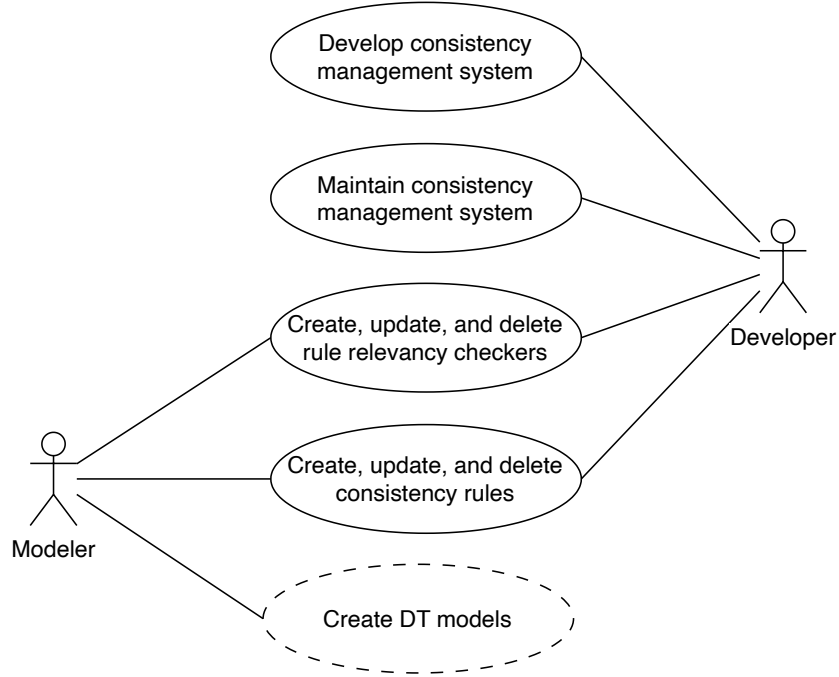 Develop consistency
management system
Maintain consistency
management system
Create, update, and delete
rule relevancy checkers
Developer
Create, update, and delete
consistency rules
Modeler
Create DT models